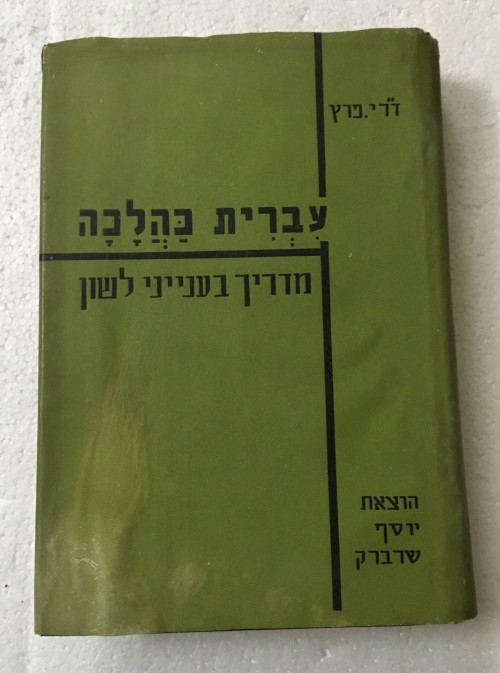 ד״ר י. פרץ
עִבְרִית כַּהֲלָכָה
מדריך בענייני לשון
הוצאת
יוסף
שרברק